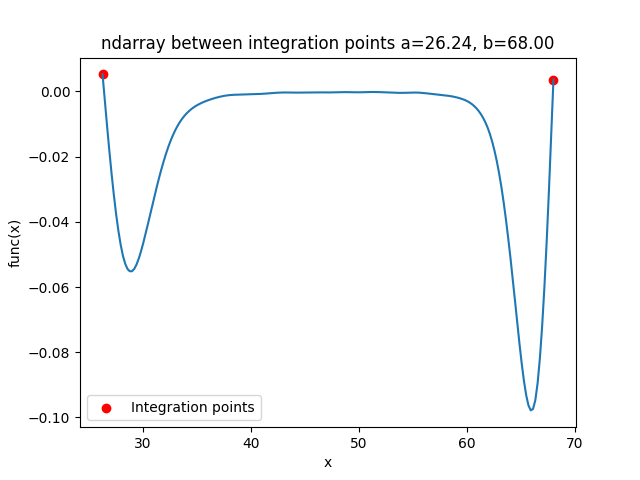 ndarray between integration points a=26.24, b=68.00
0.00
−0.02
−0.04
−0.06
−0.08
−0.10
func(x)
Integration points
30 40 50 60 70
x